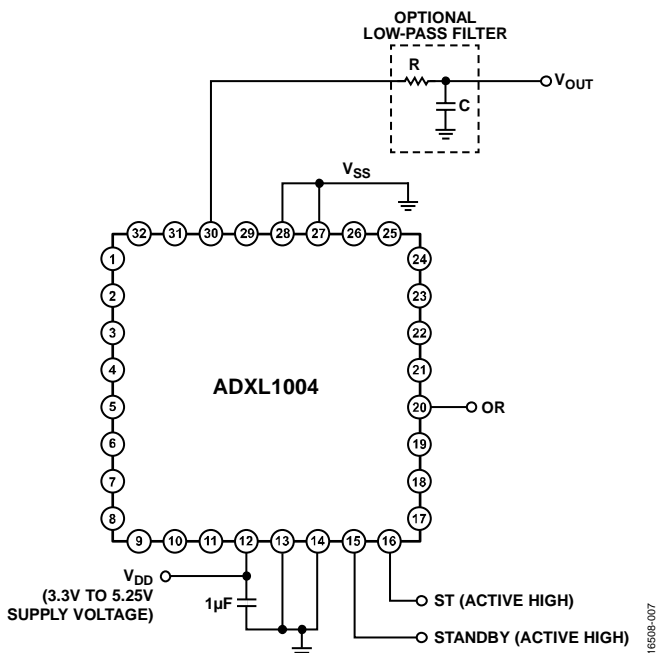 OPTIONAL
LOW-PASS FILTER
R
C
VOUT
VSS
32 31 30 29 28 27 26 25
1
2
3
4
5
6
7
8
24
23
22
21
20
19
18
17
ADXL1004
OR
9 10 11 12 13 14 15 16
VDD
(3.3V TO 5.25V
SUPPLY VOLTAGE)
1µF
ST (ACTIVE HIGH)
STANDBY (ACTIVE HIGH)
16508-007